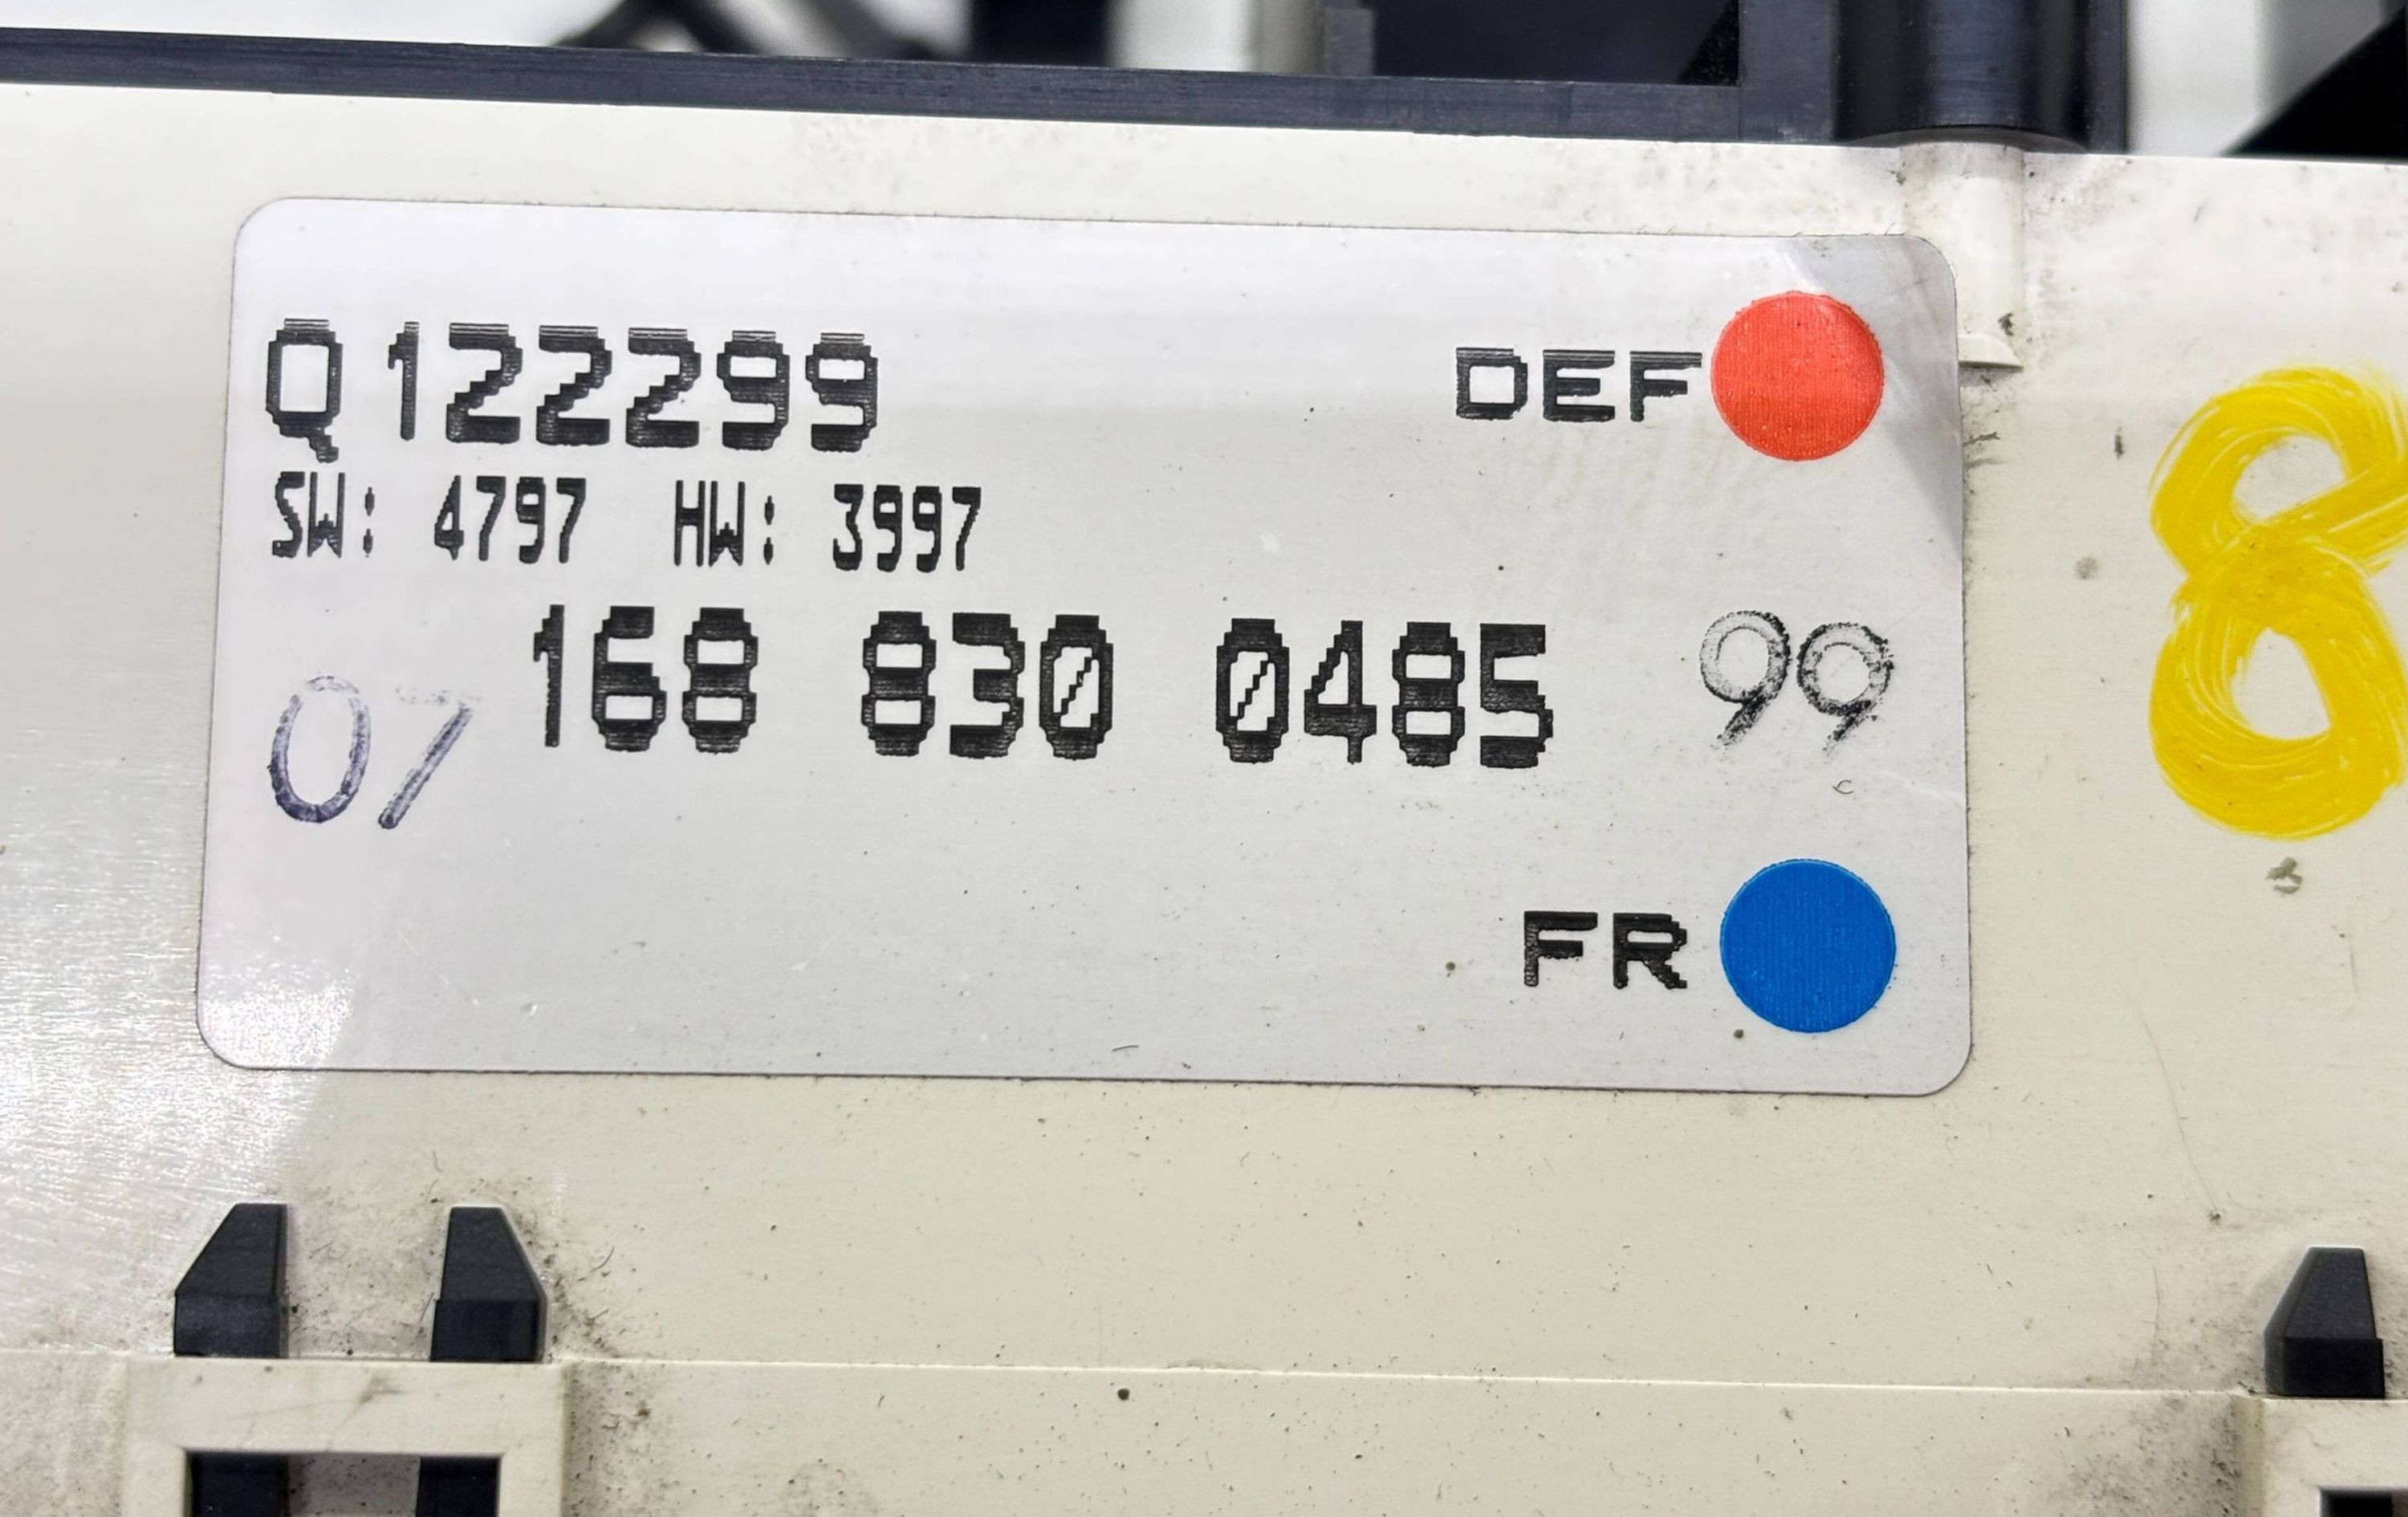 Q 122299 DEF
SW: 4797 HW: 3997
168 830 0485 99
07
FR
8